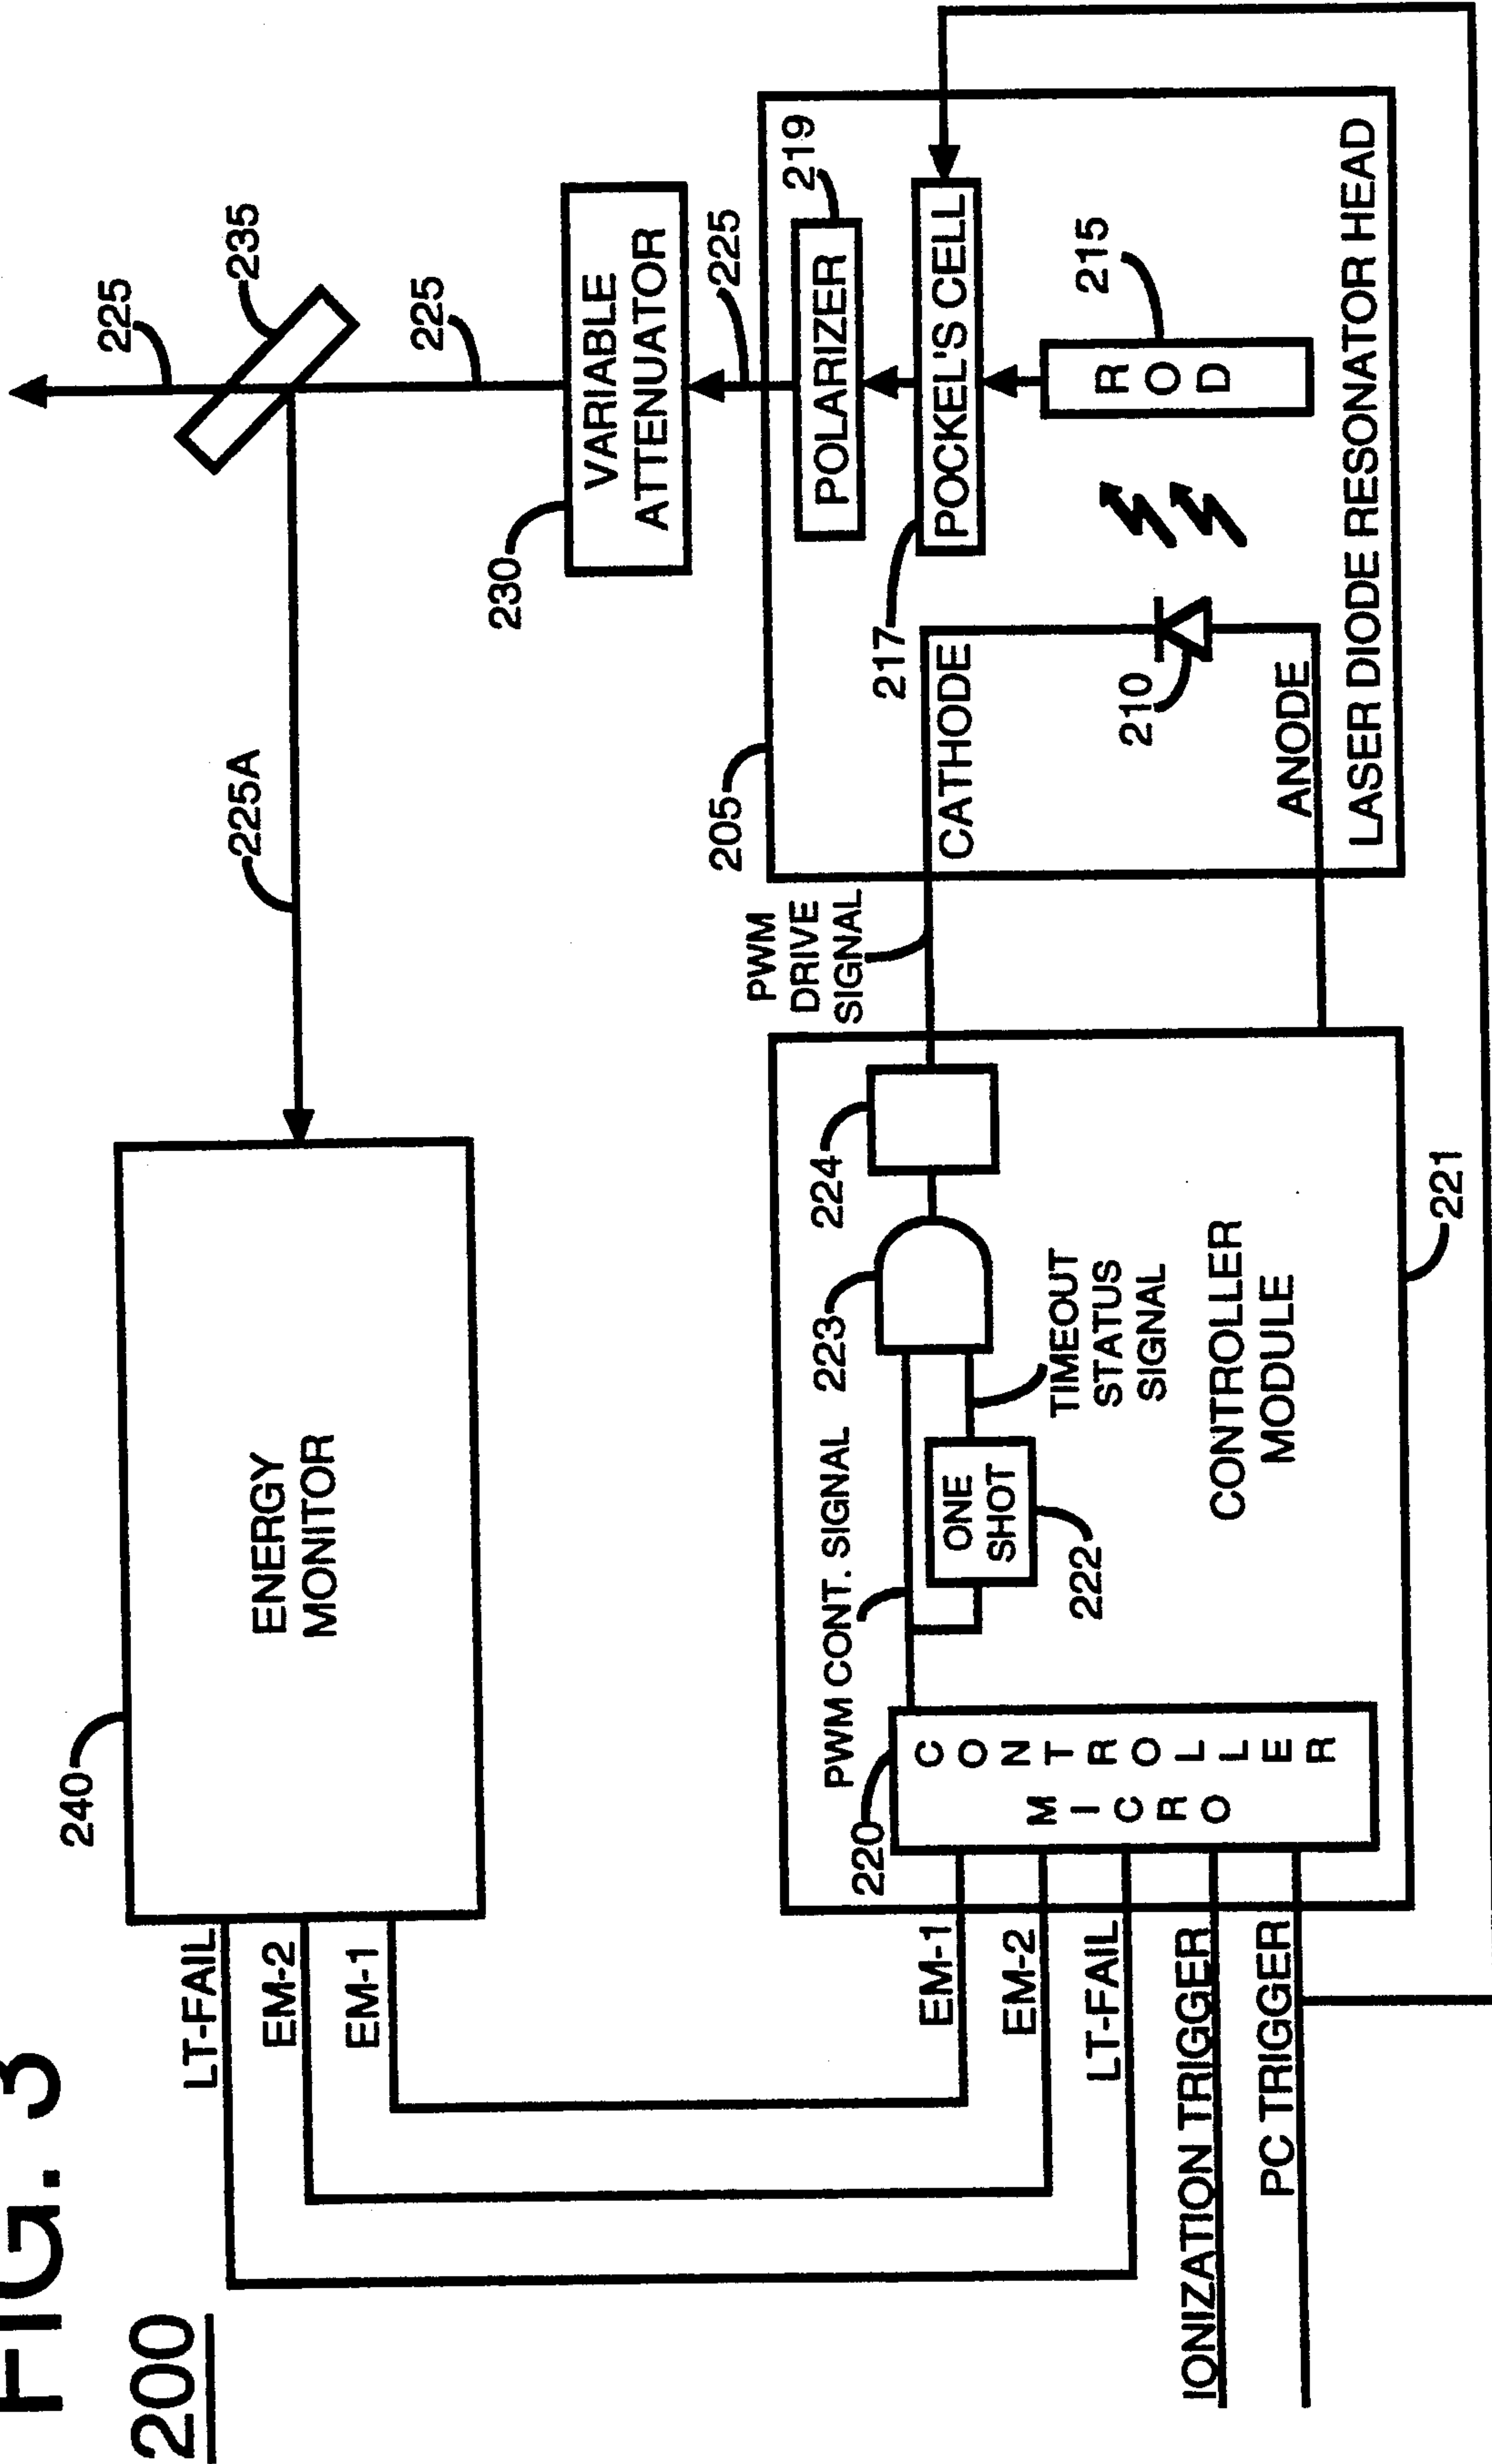 FIG. 3
200
240
ENERGY
MONITOR
LT-FAIL
EM-2
EM-1
225A
225
235
225
230
VARIABLE
ATTENUATOR
225
205
PWM
DRIVE
SIGNAL
219
POLARIZER
217
POCKEL'S CELL
CATHODE
210
ANODE
215
ROD
LASER DIODE RESONATOR HEAD
EM-1
EM-2
LT-FAIL
IONIZATION TRIGGER
PC TRIGGER
220
MICRO
CONTROLLER
PWM CONT. SIGNAL
223
224
ONE
SHOT
222
TIMEOUT
STATUS
SIGNAL
CONTROLLER
MODULE
221